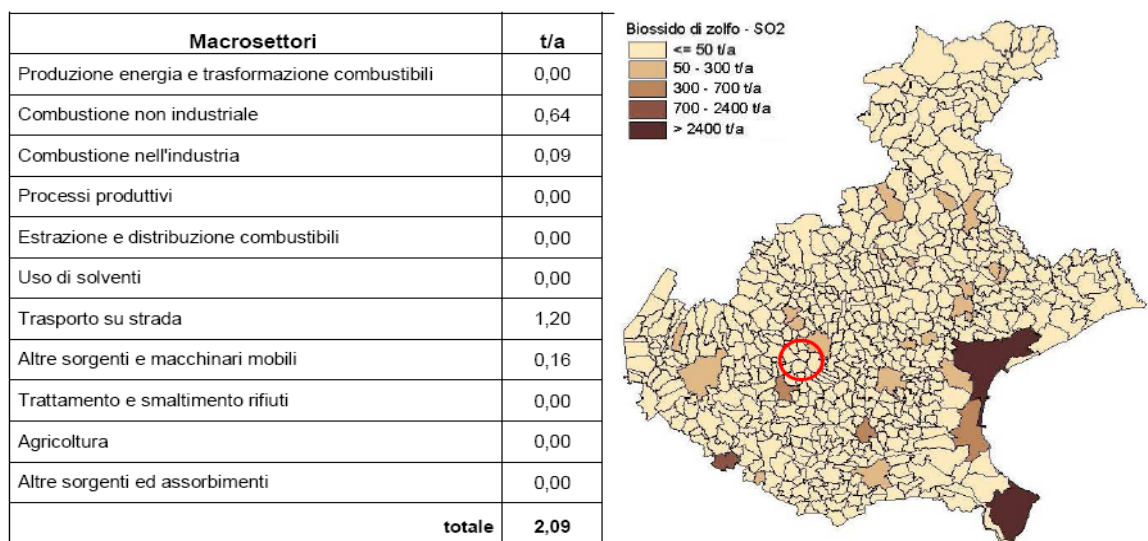 Macrosettori t/a
Produzione energia e trasformazione combustibili 0,00
Combustione non industriale 0,64
Combustione nell'industria 0,09
Processi produttivi 0,00
Estrazione e distribuzione combustibili 0,00
Uso di solventi 0,00
Trasporto su strada 1,20
Altre sorgenti e macchinari mobili 0,16
Trattamento e smaltimento rifiuti 0,00
Agricoltura 0,00
Altre sorgenti ed assorbimenti 0,00
totale 2,09
Biossido di zolfo - SO2
<= 50 t/a
50 - 300 t/a
300 - 700 t/a
700 - 2400 t/a
> 2400 t/a